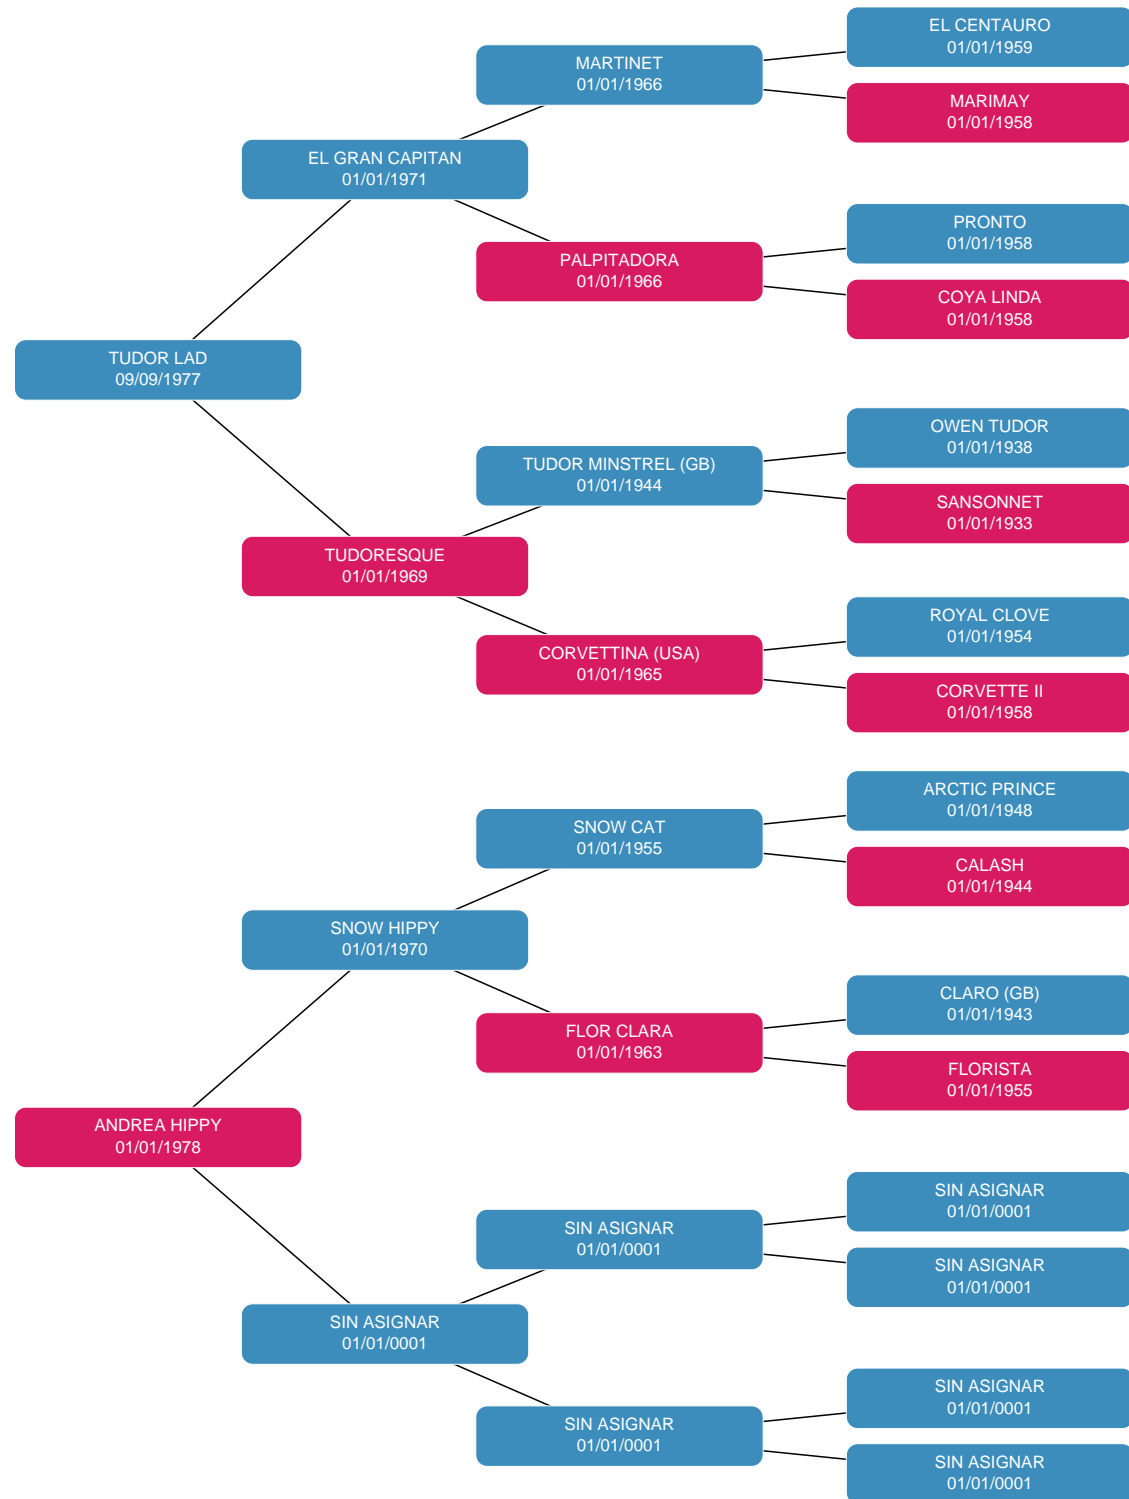 EL CENTAURO
01/01/1959
MARTINET
01/01/1966
MARIMAY
01/01/1958
EL GRAN CAPITAN
01/01/1971
PRONTO
01/01/1958
PALPITADORA
01/01/1966
COYA LINDA
01/01/1958
TUDOR LAD
09/09/1977
OWEN TUDOR
01/01/1938
TUDOR MINSTREL (GB)
01/01/1944
SANSONNET
01/01/1933
TUDORESQUE
01/01/1969
ROYAL CLOVE
01/01/1954
CORVETTINA (USA)
01/01/1965
CORVETTE II
01/01/1958
ARCTIC PRINCE
01/01/1948
SNOW CAT
01/01/1955
CALASH
01/01/1944
SNOW HIPPY
01/01/1970
CLARO (GB)
01/01/1943
FLOR CLARA
01/01/1963
FLORISTA
01/01/1955
ANDREA HIPPY
01/01/1978
SIN ASIGNAR
01/01/0001
SIN ASIGNAR
01/01/0001
SIN ASIGNAR
01/01/0001
SIN ASIGNAR
01/01/0001
SIN ASIGNAR
01/01/0001
SIN ASIGNAR
01/01/0001
SIN ASIGNAR
01/01/0001